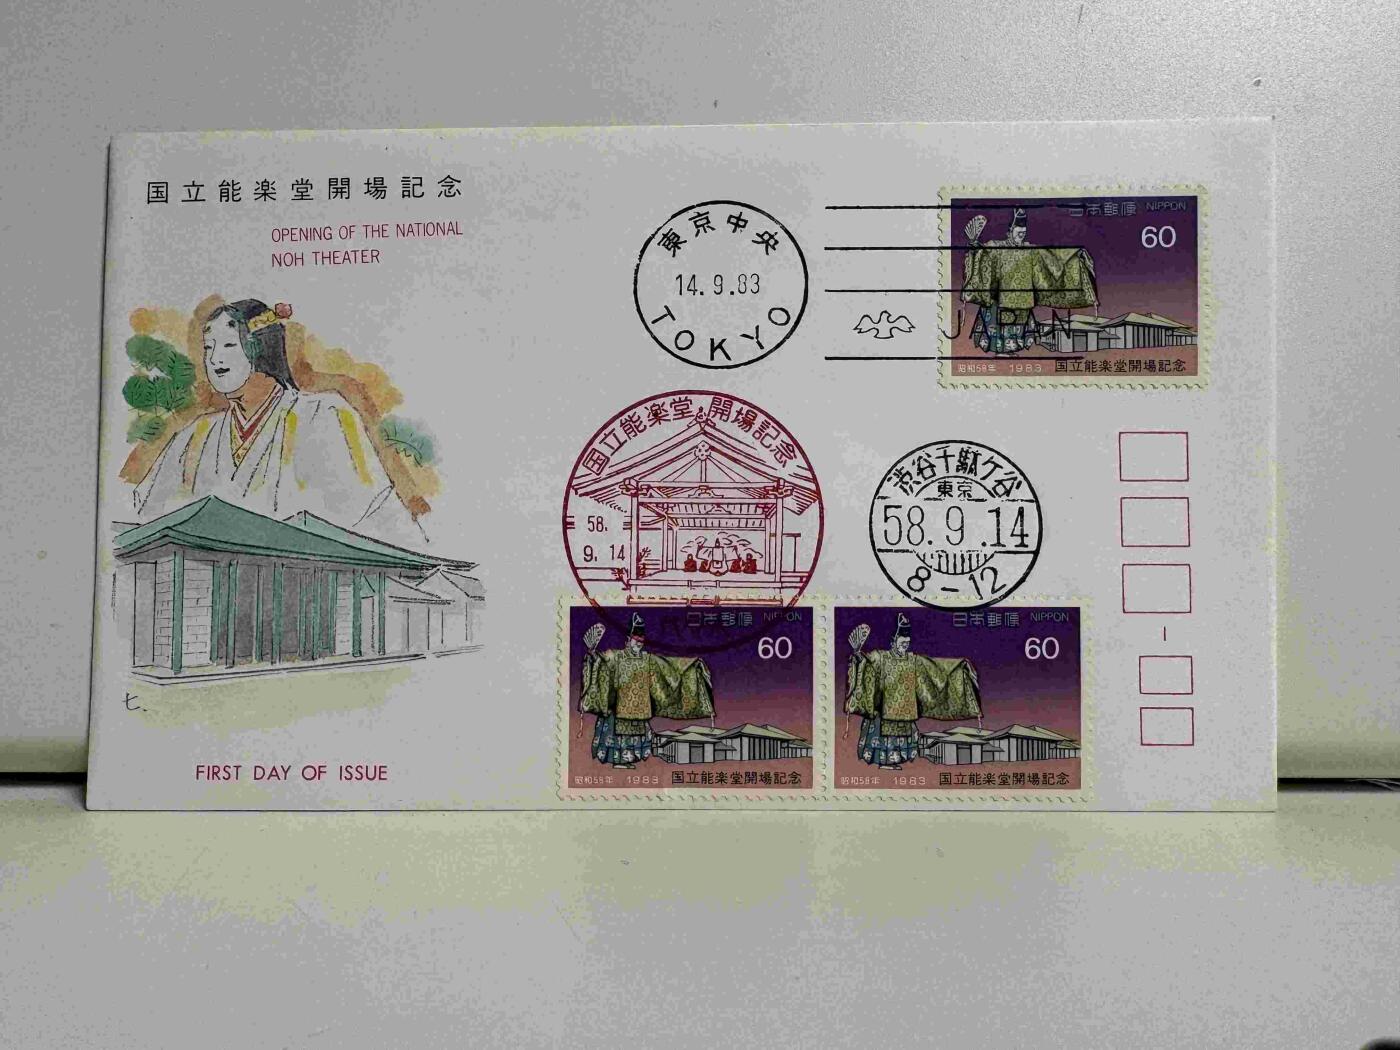 国立能楽堂開場記念
OPENING OF THE NATIONAL
NOH THEATER
東京中央
14.9.83
TOKYO
JAPAN
日本郵便 NIPPON
60
昭和58年 1983 国立能楽堂開場記念
国立能楽堂開場記念
58.
9.14
渋谷千駄ケ谷
東京
58.9.14
8-12
日本郵便 NIPPON
60
昭和58年 1983 国立能楽堂開場記念
日本郵便 NIPPON
60
昭和58年 1983 国立能楽堂開場記念
七.
FIRST DAY OF ISSUE